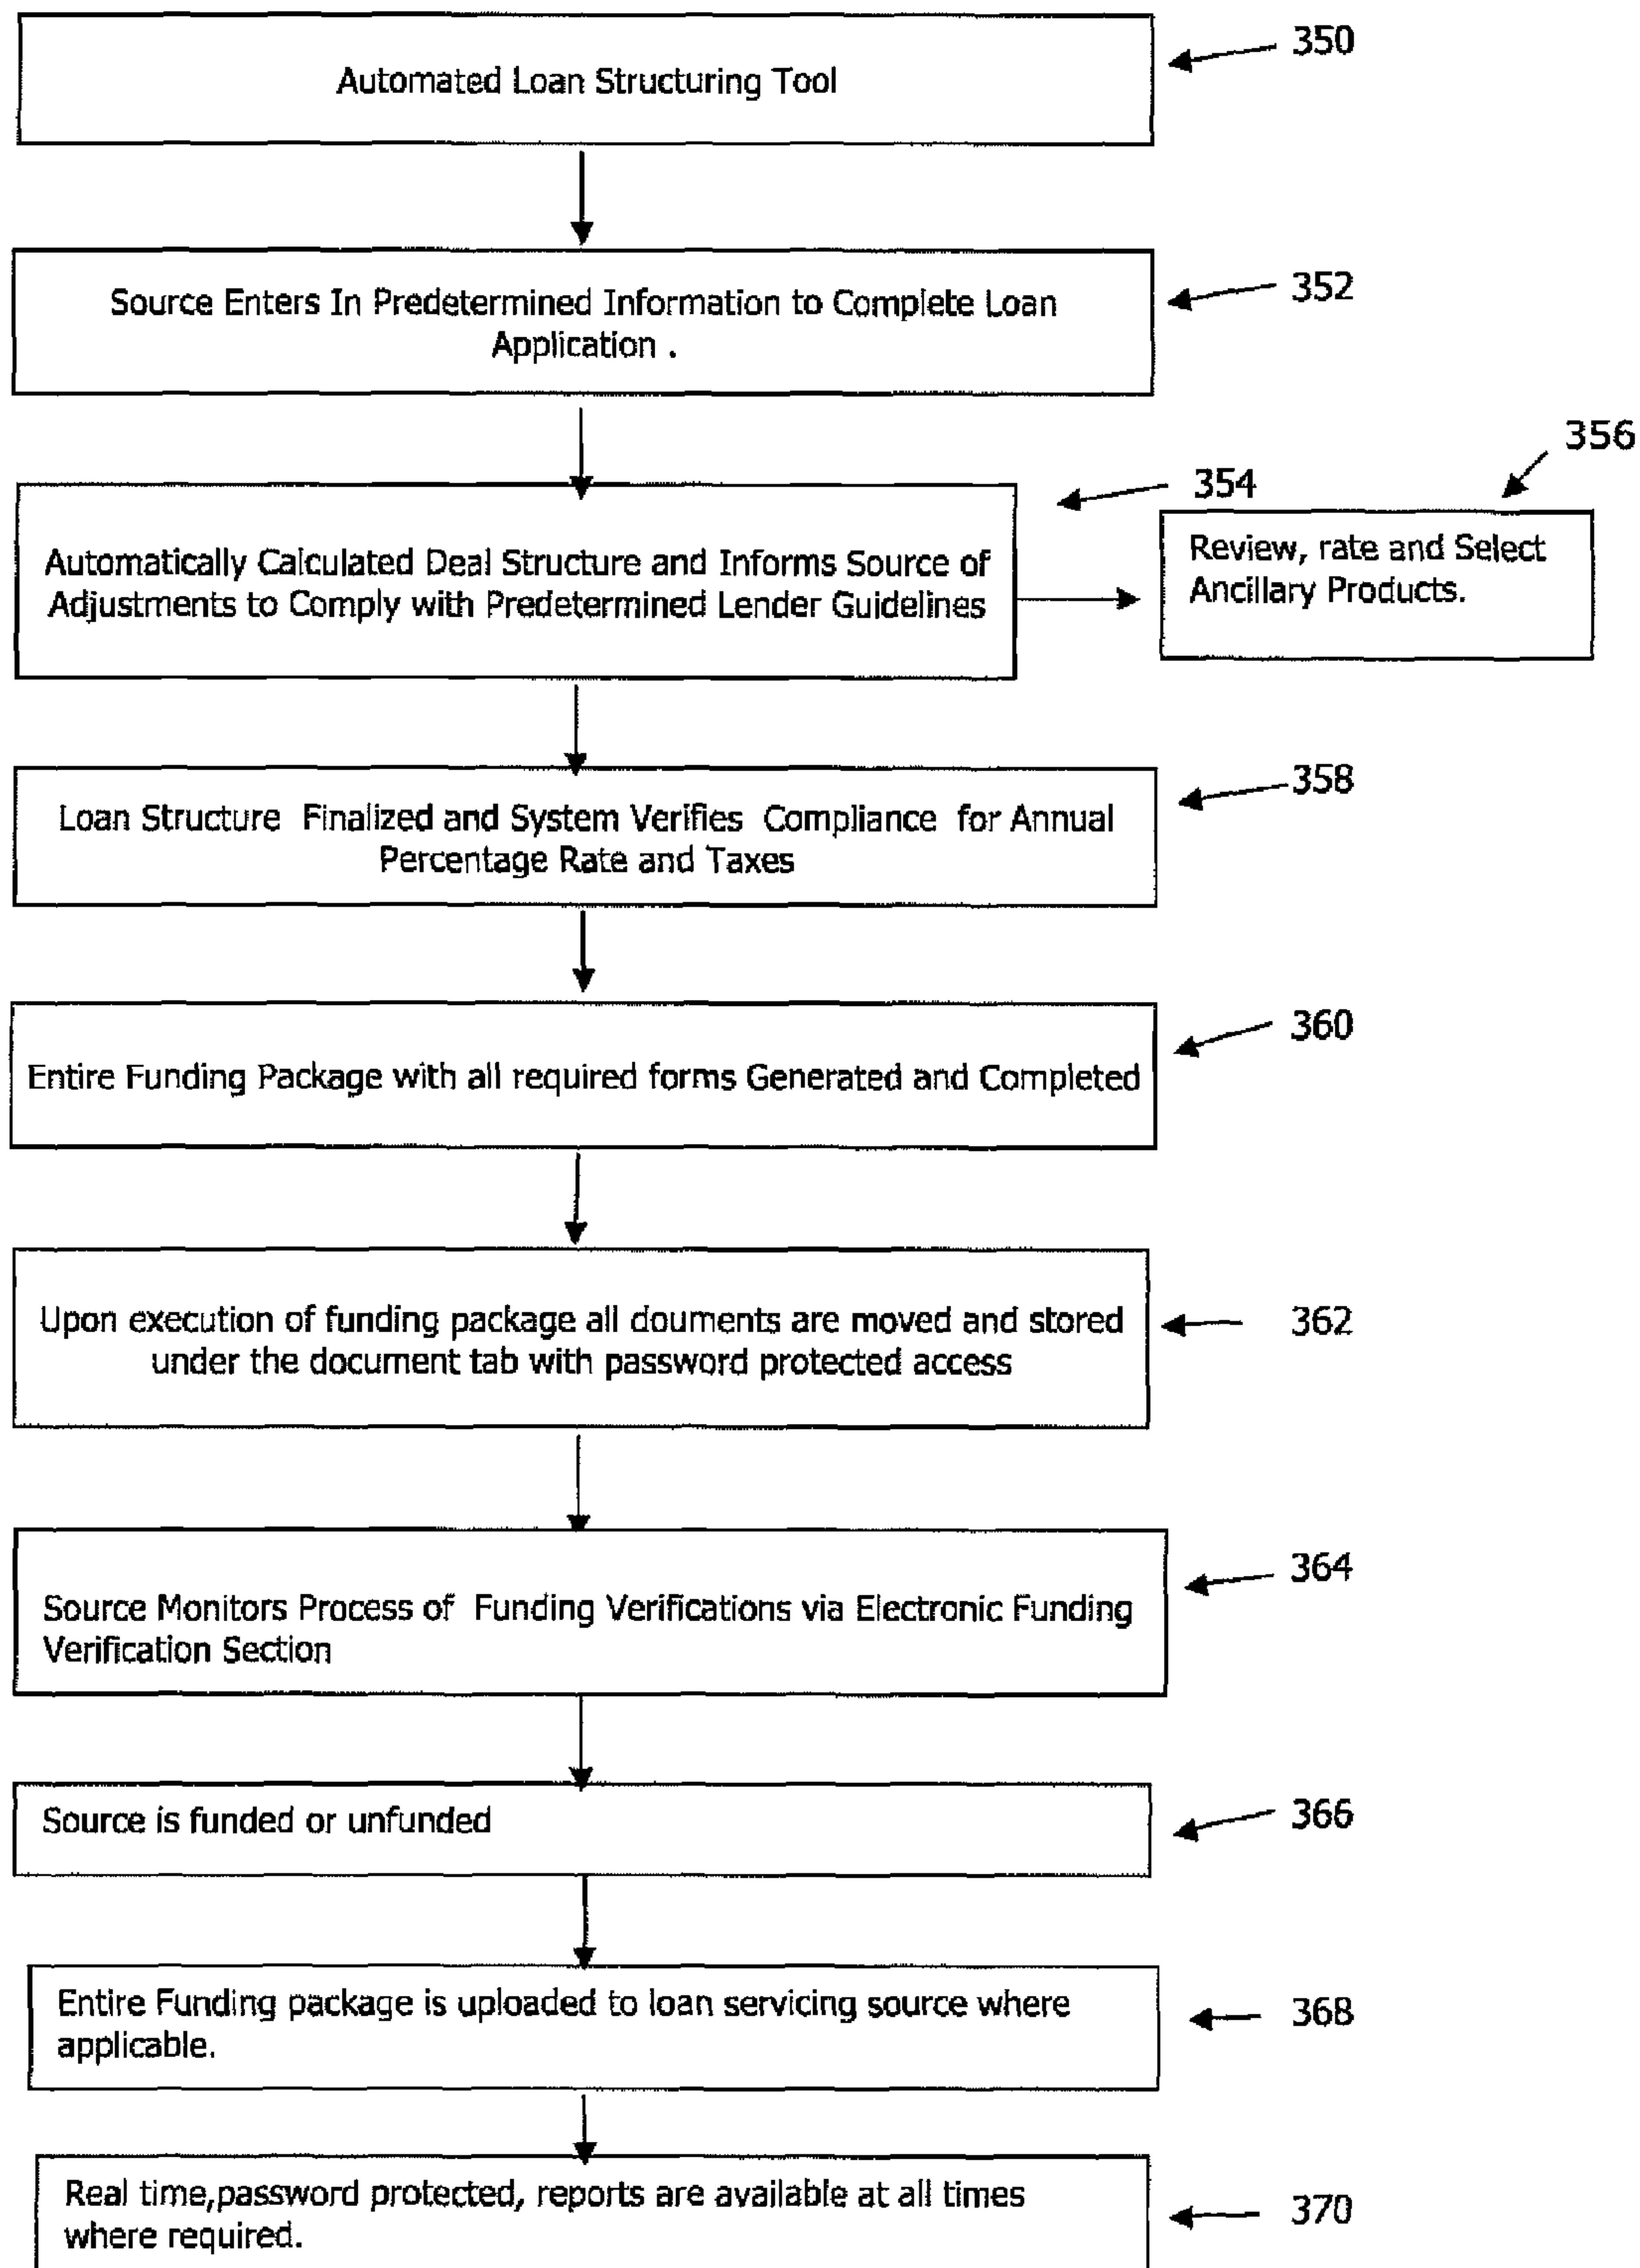 350
Automated Loan Structuring Tool
352
Source Enters In Predetermined Information to Complete Loan
Application .
356
354
Automatically Calculated Deal Structure and Informs Source of
Adjustments to Comply with Predetermined Lender Guidelines
Review, rate and Select
Ancillary Products.
358
Loan Structure Finalized and System Verifies Compliance for Annual
Percentage Rate and Taxes
360
Entire Funding Package with all required forms Generated and Completed
362
Upon execution of funding package all douments are moved and stored
under the document tab with password protected access
364
Source Monitors Process of Funding Verifications via Electronic Funding
Verification Section
366
Source is funded or unfunded
368
Entire Funding package is uploaded to loan servicing source where
applicable.
370
Real time,password protected, reports are available at all times
where required.